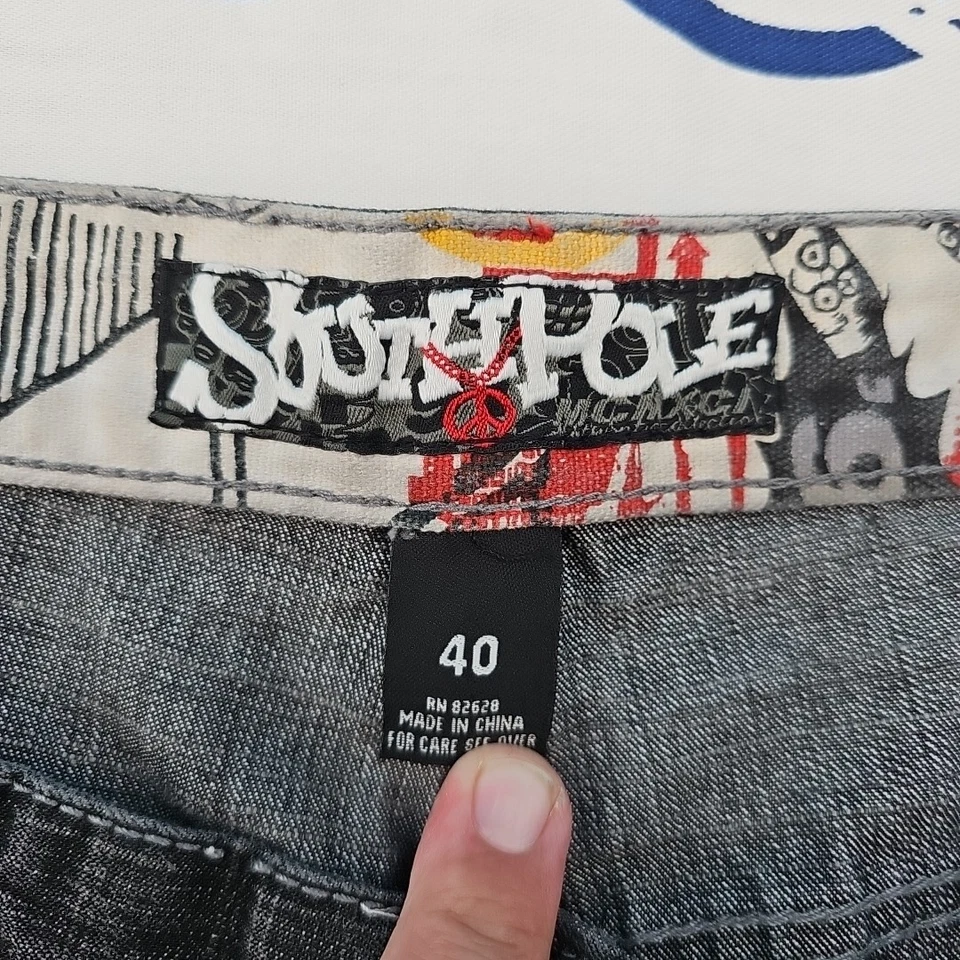 SOUTHPOLE
MCMXCI
40
RN 82628
MADE IN CHINA
FOR CARE SEE OVER